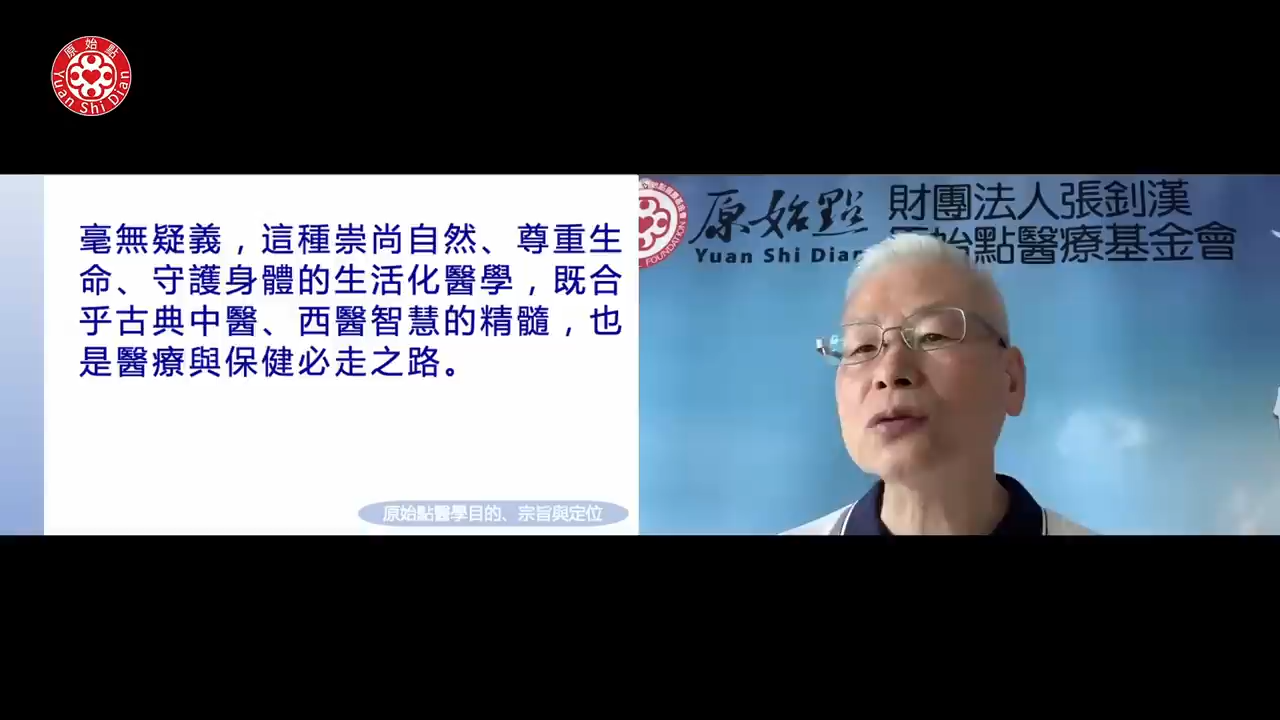 原始點
Yuan Shi Dian
毫無疑義，這種崇尚自然、尊重生
命、守護身體的生活化醫學，既合
乎古典中醫、西醫智慧的精髓，也
是醫療與保健必走之路。
原始點醫學目的、宗旨與定位
原始點
Yuan Shi Dian
財團法人張釗漢
原始點醫療基金會